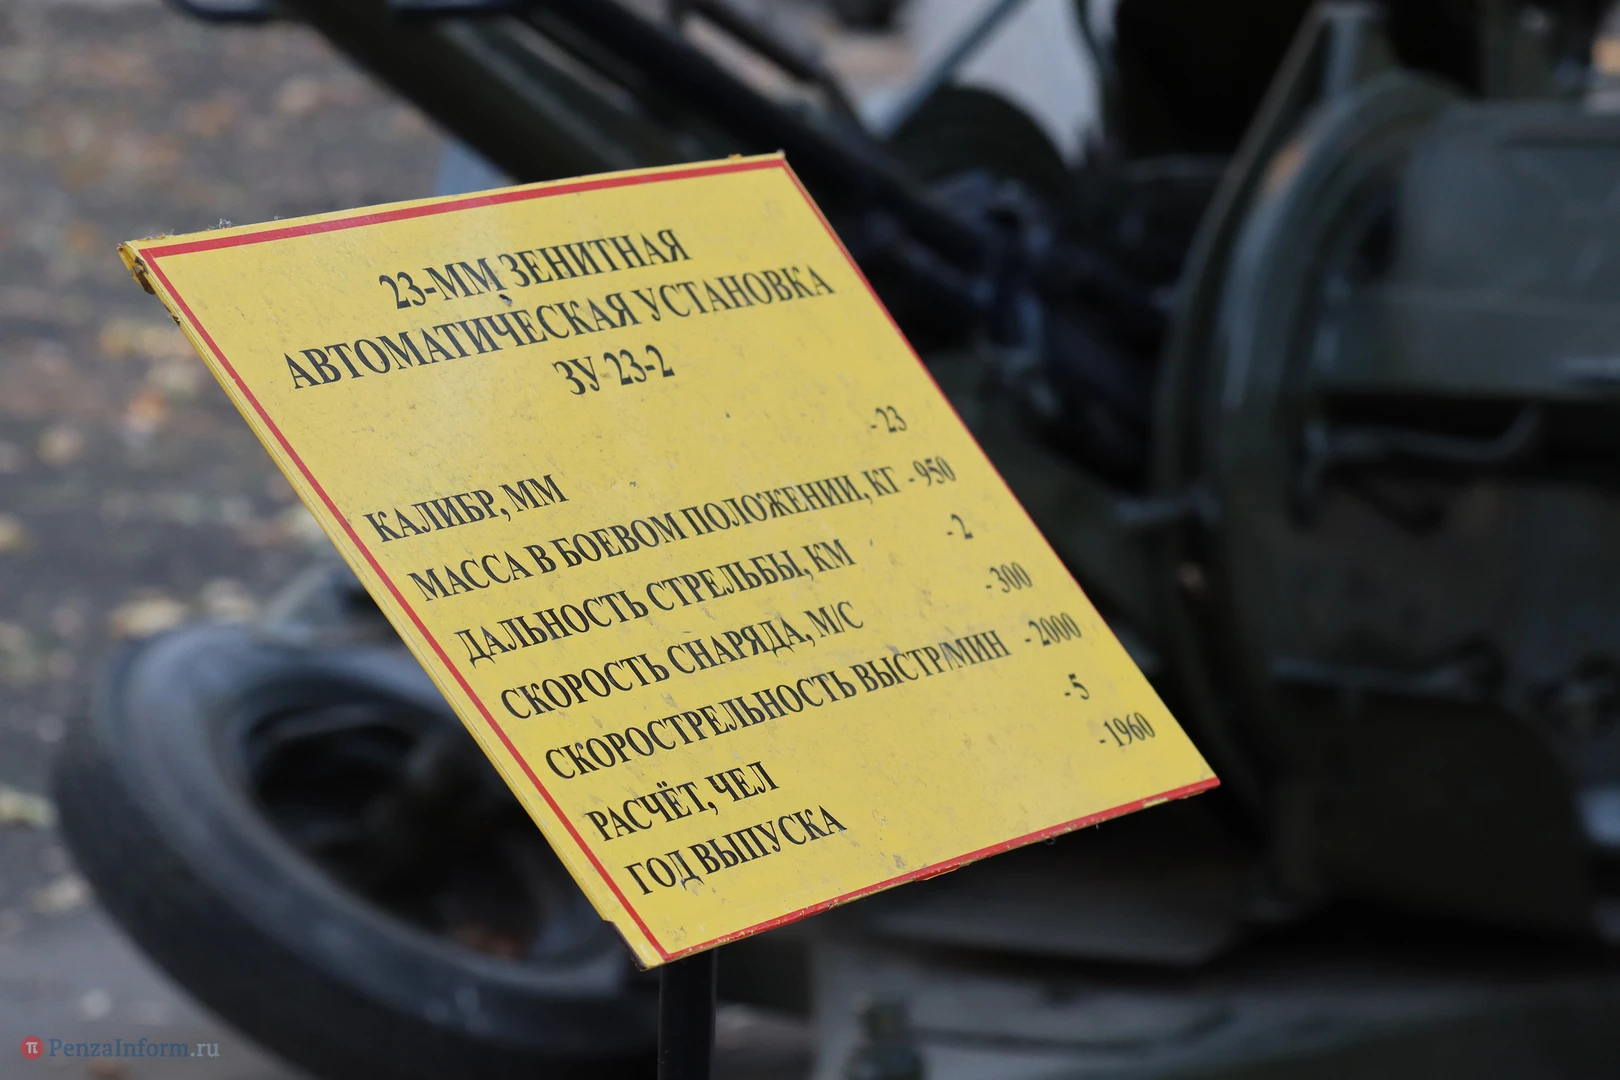 23-ММ ЗЕНИТНАЯ
АВТОМАТИЧЕСКАЯ УСТАНОВКА
ЗУ 23-2
КАЛИБР, ММ -23
МАССА В БОЕВОМ ПОЛОЖЕНИИ, КГ -950
ДАЛЬНОСТЬ СТРЕЛЬБЫ, КМ -2
СКОРОСТЬ СНАРЯДА, М/С -300
СКОРОСТРЕЛЬНОСТЬ ВЫСТР/МИН -2000
РАСЧЁТ, ЧЕЛ -5
ГОД ВЫПУСКА -1960
π PenzaInform.ru